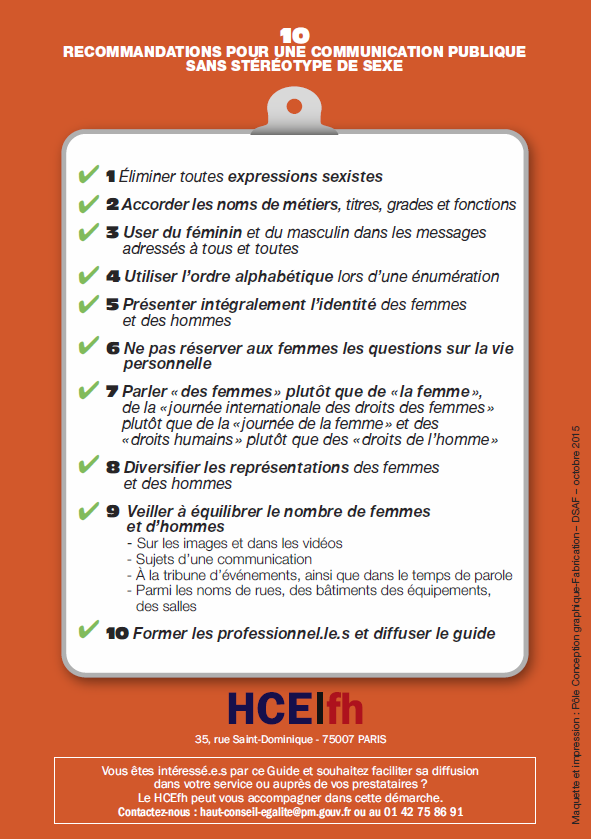 10
RECOMMANDATIONS POUR UNE COMMUNICATION PUBLIQUE
SANS STÉRÉOTYPE DE SEXE
1 Éliminer toutes expressions sexistes
2 Accorder les noms de métiers, titres, grades et fonctions
3 User du féminin et du masculin dans les messages
adressés à tous et toutes
4 Utiliser l'ordre alphabétique lors d'une énumération
5 Présenter intégralement l'identité des femmes
et des hommes
6 Ne pas réserver aux femmes les questions sur la vie
personnelle
7 Parler « des femmes » plutôt que de « la femme »,
de la « journée internationale des droits des femmes »
plutôt que de la « journée de la femme » et des
« droits humains » plutôt que des « droits de l'homme »
8 Diversifier les représentations des femmes
et des hommes
9 Veiller à équilibrer le nombre de femmes
et d'hommes
- Sur les images et dans les vidéos
- Sujets d'une communication
- À la tribune d'événements, ainsi que dans le temps de parole
- Parmi les noms de rues, des bâtiments des équipements,
des salles
10 Former les professionnel.le.s et diffuser le guide
HCE|fh
35, rue Saint-Dominique - 75007 PARIS
Vous êtes intéressé.e.s par ce Guide et souhaitez faciliter sa diffusion
dans votre service ou auprès de vos prestataires ?
Le HCEfh peut vous accompagner dans cette démarche.
Contactez-nous : haut-conseil-egalite@pm.gouv.fr ou au 01 42 75 86 91
Maquette et impression : Pôle Conception graphique-Fabrication – DSAF – octobre 2015